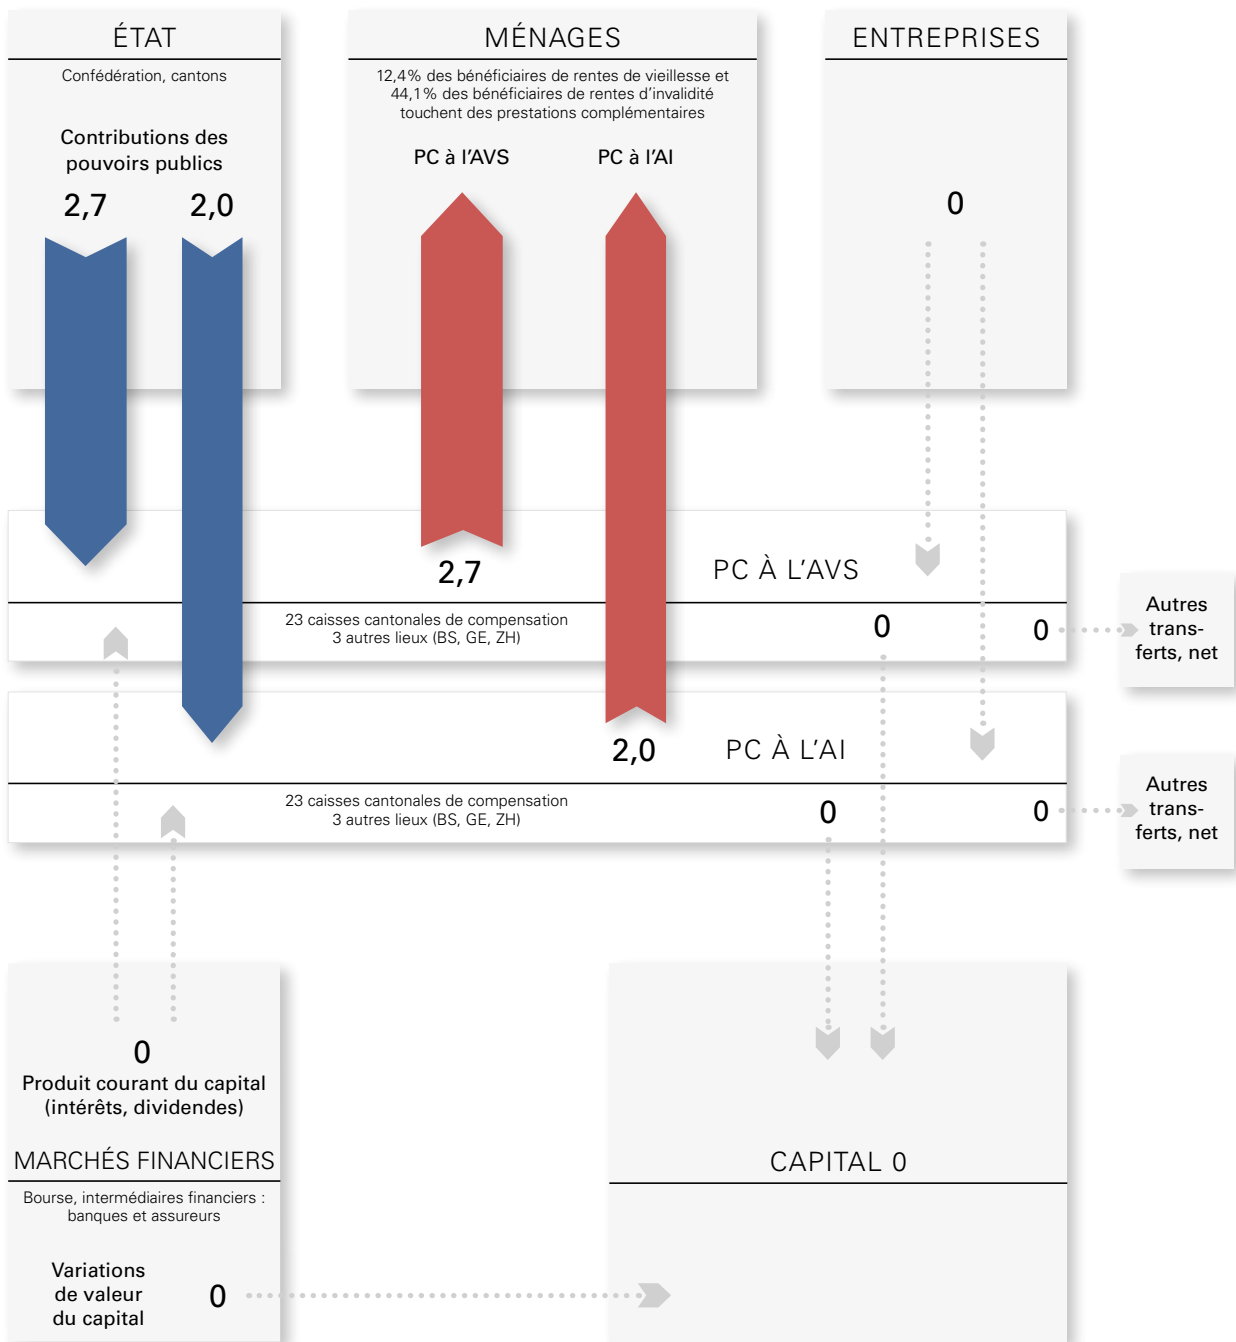 ÉTAT
Confédération, cantons
Contributions des
pouvoirs publics
2,7 2,0
MÉNAGES
12,4% des bénéficiaires de rentes de vieillesse et
44,1% des bénéficiaires de rentes d'invalidité
touchent des prestations complémentaires
PC à l'AVS PC à l'AI
ENTREPRISES
0
2,7 PC À L'AVS
23 caisses cantonales de compensation
3 autres lieux (BS, GE, ZH)
0 0
Autres
trans-
ferts, net
2,0 PC À L'AI
23 caisses cantonales de compensation
3 autres lieux (BS, GE, ZH)
0 0
Autres
trans-
ferts, net
0
Produit courant du capital
(intérêts, dividendes)
MARCHÉS FINANCIERS
Bourse, intermédiaires financiers :
banques et assureurs
Variations
de valeur
du capital
0
CAPITAL 0